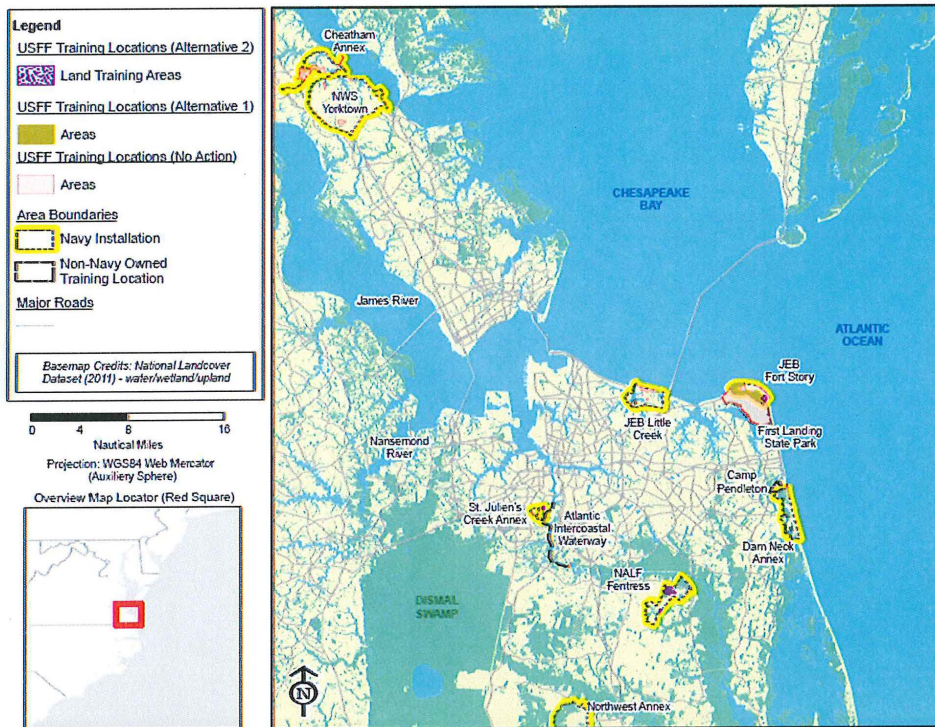 Legend
USFF Training Locations (Alternative 2)
Land Training Areas
USFF Training Locations (Alternative 1)
Areas
USFF Training Locations (No Action)
Areas
Area Boundaries
Navy Installation
Non-Navy Owned
Training Location
Major Roads
Basemap Credits: National Landcover
Dataset (2011) - water/wetland/upland
0 4 8 16
Nautical Miles
Projection: WGS84 Web Mercator
(Auxiliary Sphere)
Overview Map Locator (Red Square)
Cheatham
Annex
NWS
Yorktown
CHESAPEAKE
BAY
James River
ATLANTIC
OCEAN
JEB
Fort Story
JEB Little
Creek
First Landing
State Park
Nansemond
River
Camp
Pendleton
St. Julien's
Creek Annex
Atlantic
Intercoastal
Waterway
Dam Neck
Annex
NALF
Fentress
DISMAL
SWAMP
N
Northwest Annex